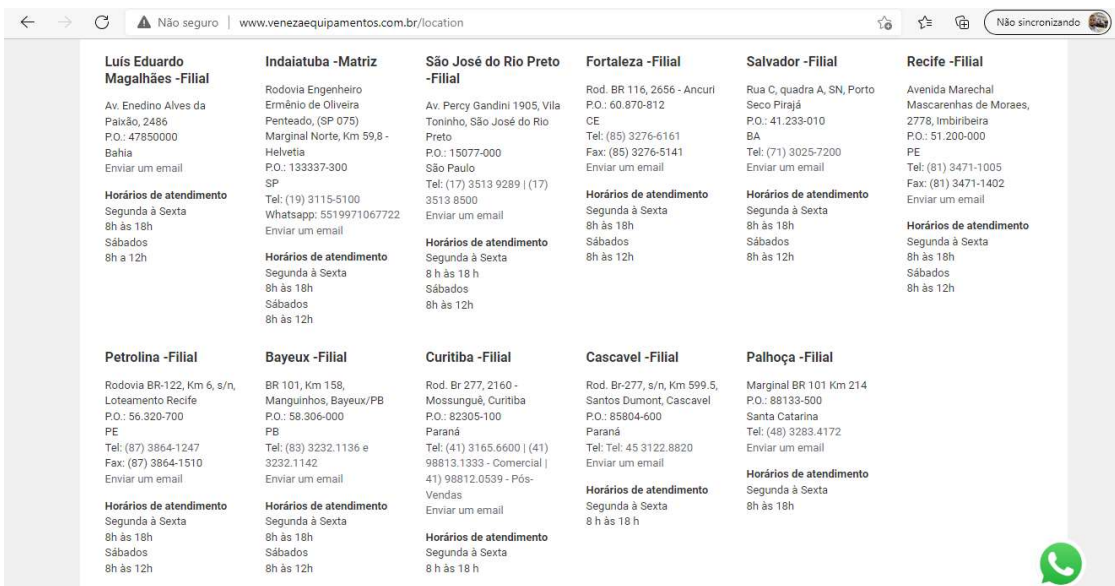 Não seguro
www.venezaequipamentos.com.br/location
Não sincronizando
Luís Eduardo
Magalhães -Filial
Av. Enedino Alves da
Paixão, 2486
P.O.: 47850000
Bahia
Enviar um email
Horários de atendimento
Segunda à Sexta
8h às 18h
Sábados
8h a 12h
Indaiatuba -Matriz
Rodovia Engenheiro
Ermênio de Oliveira
Penteado, (SP 075)
Marginal Norte, Km 59,8 -
Helvetia
P.O.: 133337-300
SP
Tel: (19) 3115-5100
Whatsapp: 5519971067722
Enviar um email
Horários de atendimento
Segunda à Sexta
8h às 18h
Sábados
8h às 12h
São José do Rio Preto
-Filial
Av. Percy Gandini 1905, Vila
Toninho, São José do Rio
Preto
P.O.: 15077-000
São Paulo
Tel: (17) 3513 9289 | (17)
3513 8500
Enviar um email
Horários de atendimento
Segunda à Sexta
8 h às 18 h
Sábados
8h às 12h
Fortaleza -Filial
Rod. BR 116, 2656 - Ancuri
P.O.: 60.870-812
CE
Tel: (85) 3276-6161
Fax: (85) 3276-5141
Enviar um email
Horários de atendimento
Segunda à Sexta
8h às 18h
Sábados
8h às 12h
Salvador -Filial
Rua C, quadra A, SN, Porto
Seco Pirajá
P.O.: 41.233-010
BA
Tel: (71) 3025-7200
Enviar um email
Horários de atendimento
Segunda à Sexta
8h às 18h
Sábados
8h às 12h
Recife -Filial
Avenida Marechal
Mascarenhas de Moraes,
2778, Imbiribeira
P.O.: 51.200-000
PE
Tel: (81) 3471-1005
Fax: (81) 3471-1402
Enviar um email
Horários de atendimento
Segunda à Sexta
8h às 18h
Sábados
8h às 12h
Petrolina -Filial
Rodovia BR-122, Km 6, s/n,
Loteamento Recife
P.O.: 56.320-700
PE
Tel: (87) 3864-1247
Fax: (87) 3864-1510
Enviar um email
Horários de atendimento
Segunda à Sexta
8h às 18h
Sábados
8h às 12h
Bayeux -Filial
BR 101, Km 158,
Manguinhos, Bayeux/PB
P.O.: 58.306-000
PB
Tel: (83) 3232.1136 e
3232.1142
Enviar um email
Horários de atendimento
Segunda à Sexta
8h às 18h
Sábados
8h às 12h
Curitiba -Filial
Rod. Br 277, 2160 -
Mossunguê, Curitiba
P.O.: 82305-100
Paraná
Tel: (41) 3165.6600 | (41)
98813.1333 - Comercial |
41) 98812.0539 - Pós-
Vendas
Enviar um email
Horários de atendimento
Segunda à Sexta
8 h às 18 h
Cascavel -Filial
Rod. Br-277, s/n, Km 599.5,
Santos Dumont, Cascavel
P.O.: 85804-600
Paraná
Tel: Tel: 45 3122.8820
Enviar um email
Horários de atendimento
Segunda à Sexta
8 h às 18 h
Palhoça -Filial
Marginal BR 101 Km 214
P.O.: 88133-500
Santa Catarina
Tel: (48) 3283.4172
Enviar um email
Horários de atendimento
Segunda à Sexta
8h às 18h